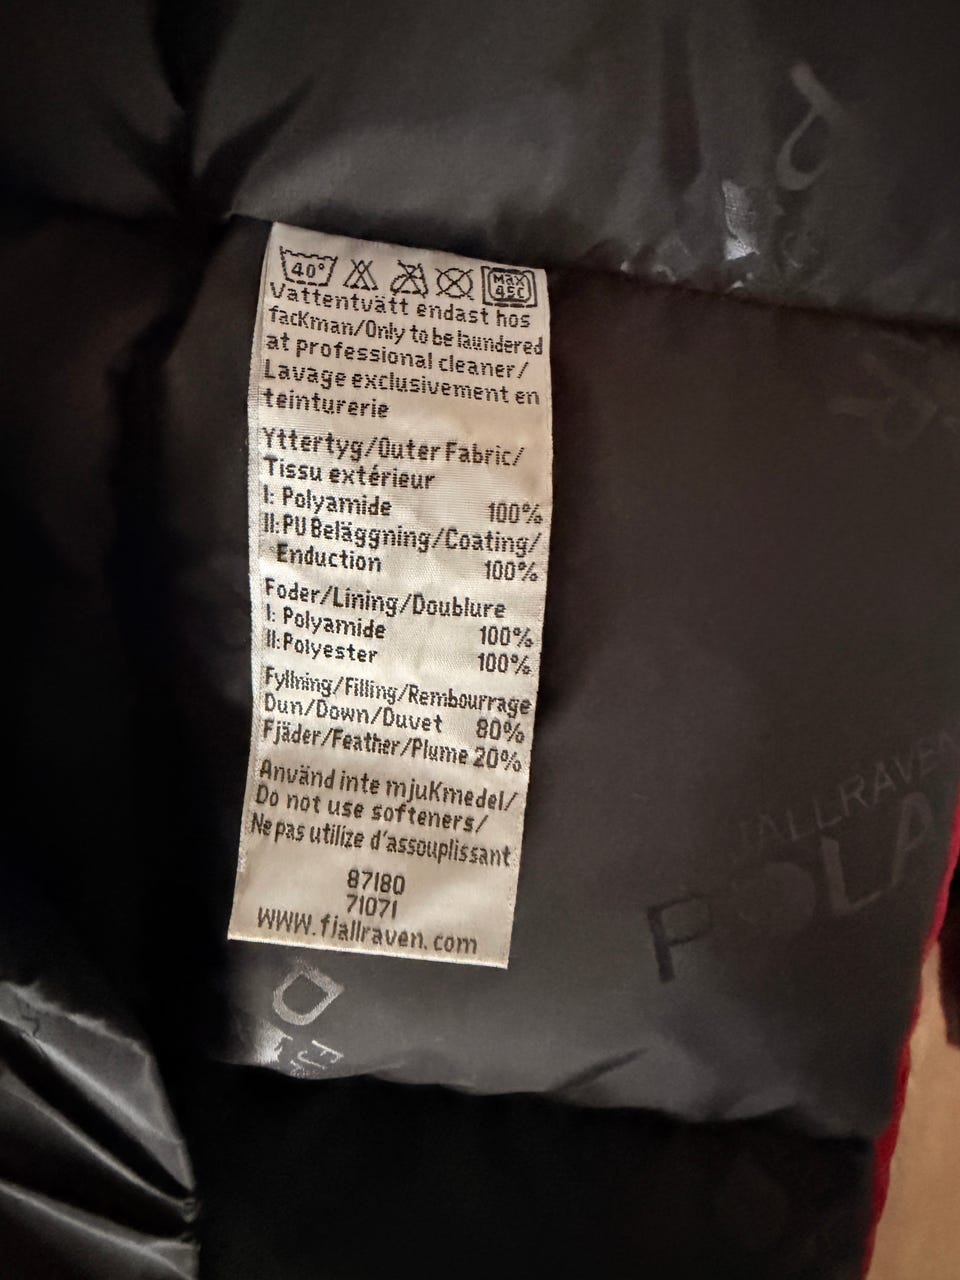 40°
MAX
45C
Vattentvätt endast hos
facKman/Only to be laundered
at professional cleaner/
Lavage exclusivement en
teinturerie
Yttertyg/Outer Fabric/
Tissu extérieur
I: Polyamide 100%
II:PU Beläggning/Coating/
Enduction 100%
Foder/Lining/Doublure
I: Polyamide 100%
II:Polyester 100%
Fyllning/Filling/Rembourrage
Dun/Down/Duvet 80%
Fjäder/Feather/Plume 20%
Använd inte mjuKmedel/
Do not use softeners/
Ne pas utilize d'assouplissant
87180
71071
www.fjallraven.com